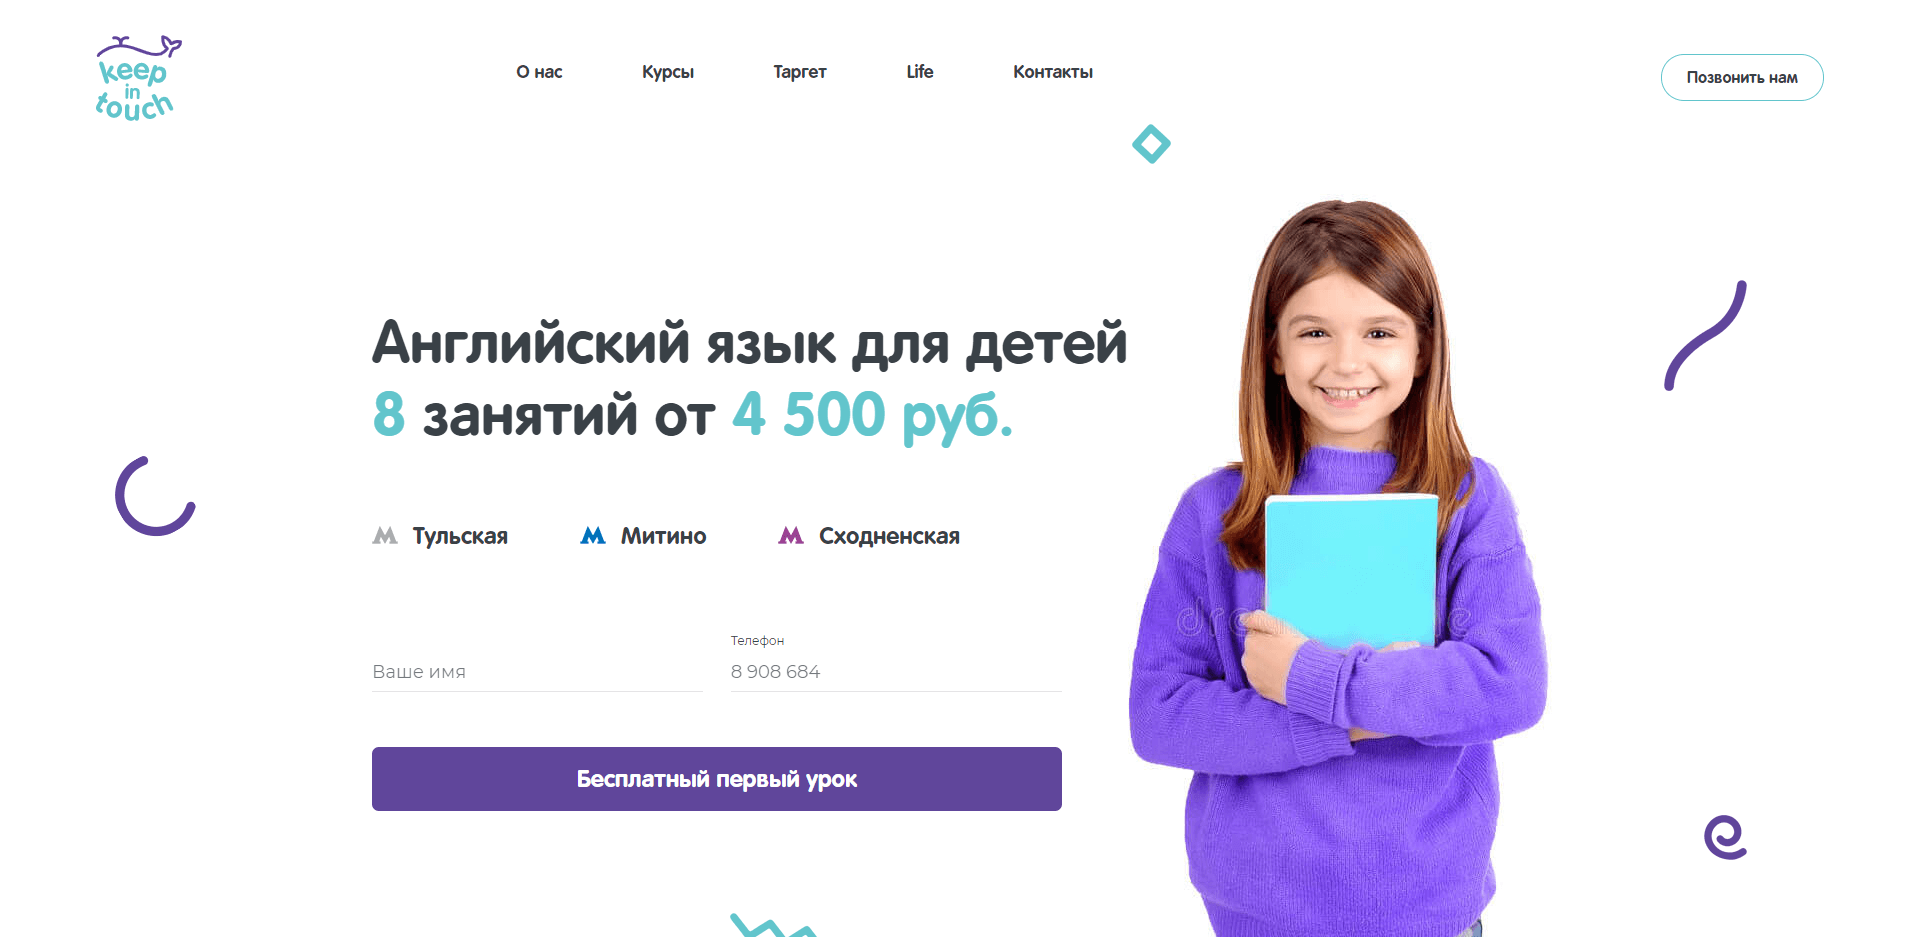 keep
in
touch
О нас
Курсы
Таргет
Life
Контакты
Позвонить нам
Английский язык для детей
8 занятий от 4 500 руб.
Тульская
Митино
Сходненская
Ваше имя
Телефон
8 908 684
Бесплатный первый урок